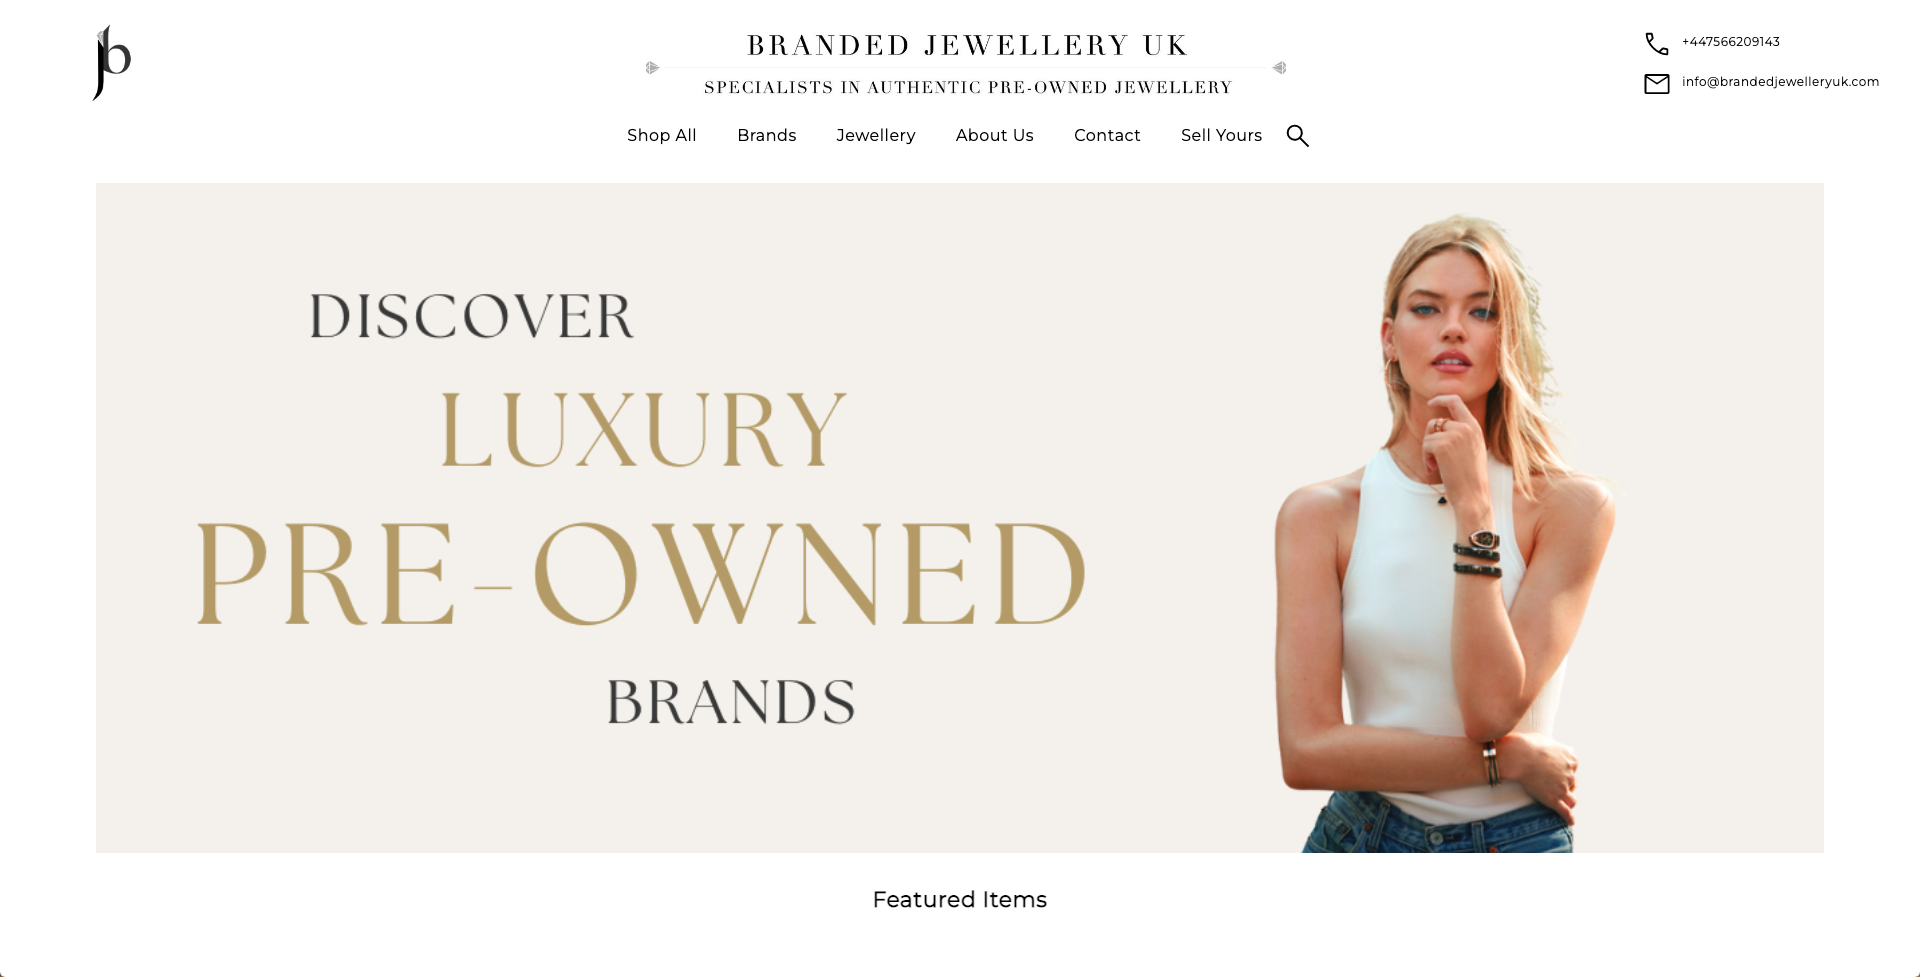 jb
BRANDED JEWELLERY UK
SPECIALISTS IN AUTHENTIC PRE-OWNED JEWELLERY
+447566209143
info@brandedjewelleryuk.com
Shop All Brands Jewellery About Us Contact Sell Yours
DISCOVER
LUXURY
PRE-OWNED
BRANDS
Featured Items